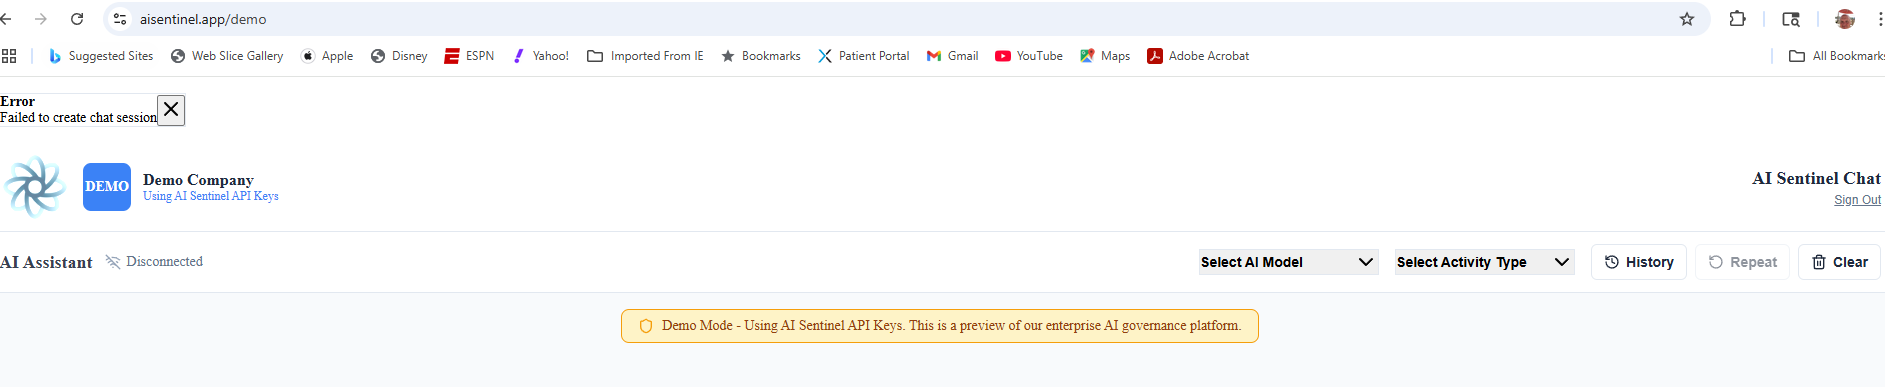 aisentinel.app/demo
Suggested Sites Web Slice Gallery Apple Disney ESPN Yahoo! Imported From IE Bookmarks Patient Portal Gmail YouTube Maps Adobe Acrobat All Bookmarks
Error
Failed to create chat session
DEMO
Demo Company
Using AI Sentinel API Keys
AI Sentinel Chat
Sign Out
AI Assistant Disconnected Select AI Model Select Activity Type History Repeat Clear
Demo Mode - Using AI Sentinel API Keys. This is a preview of our enterprise AI governance platform.